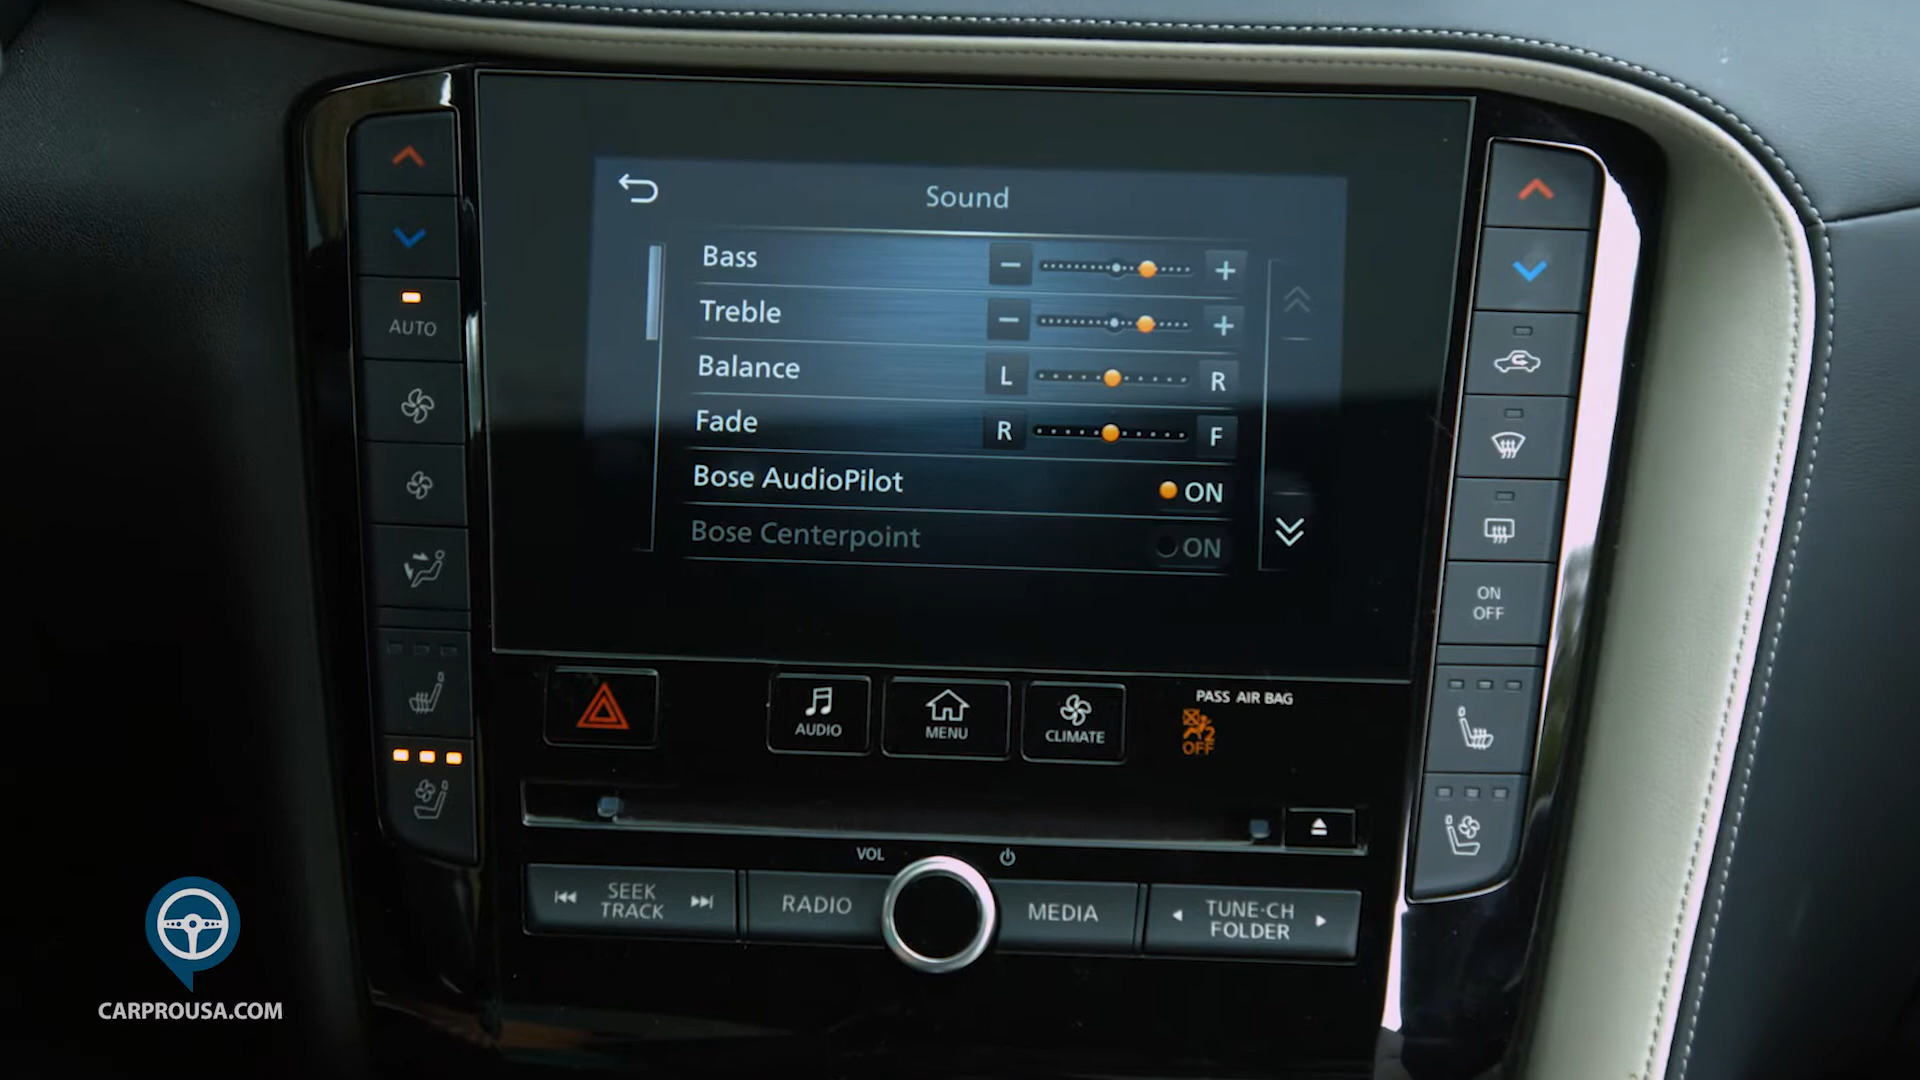 Sound
Bass
Treble
Balance L R
Fade R F
Bose AudioPilot ON
Bose Centerpoint ON
AUTO
ON
OFF
AUDIO
MENU
CLIMATE
PASS AIR BAG
2
OFF
VOL
SEEK
TRACK
RADIO
MEDIA
TUNE·CH
FOLDER
CARPROUSA.COM